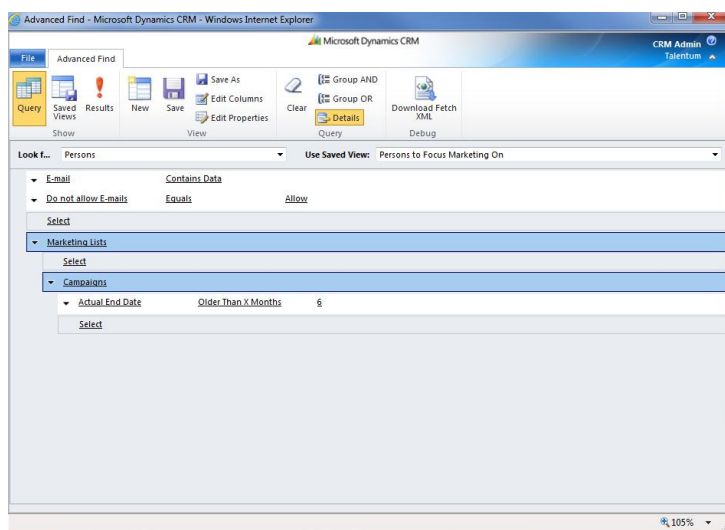 Advanced Find - Microsoft Dynamics CRM - Windows Internet Explorer
Microsoft Dynamics CRM
CRM Admin
Talentum
File Advanced Find
Query
Saved Views
Results
New
Save
Save As
Edit Columns
Edit Properties
Clear
Group AND
Group OR
Details
Download Fetch XML
Show View Query Debug
Look f... Persons Use Saved View: Persons to Focus Marketing On
E-mail Contains Data
Do not allow E-mails Equals Allow
Select
Marketing Lists
Select
Campaigns
Actual End Date Older Than X Months 6
Select
105%